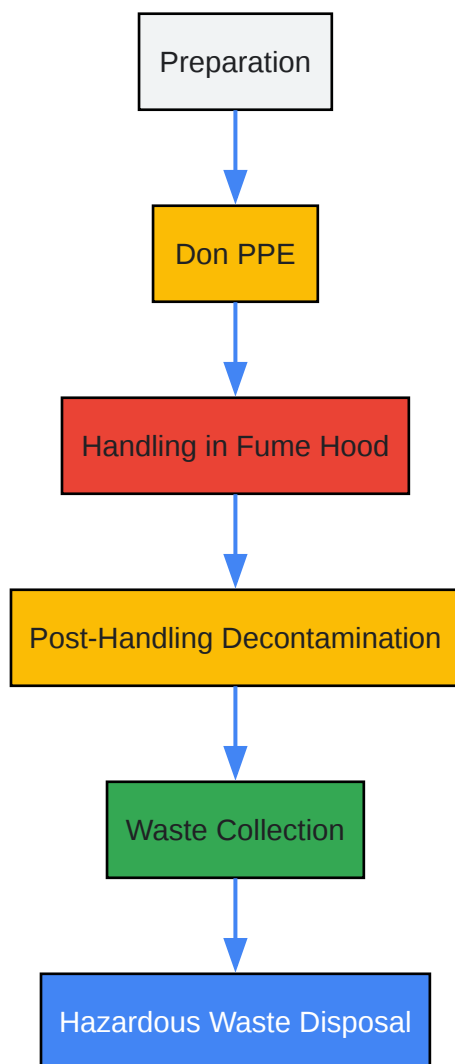 Preparation
Don PPE
Handling in Fume Hood
Post-Handling Decontamination
Waste Collection
Hazardous Waste Disposal